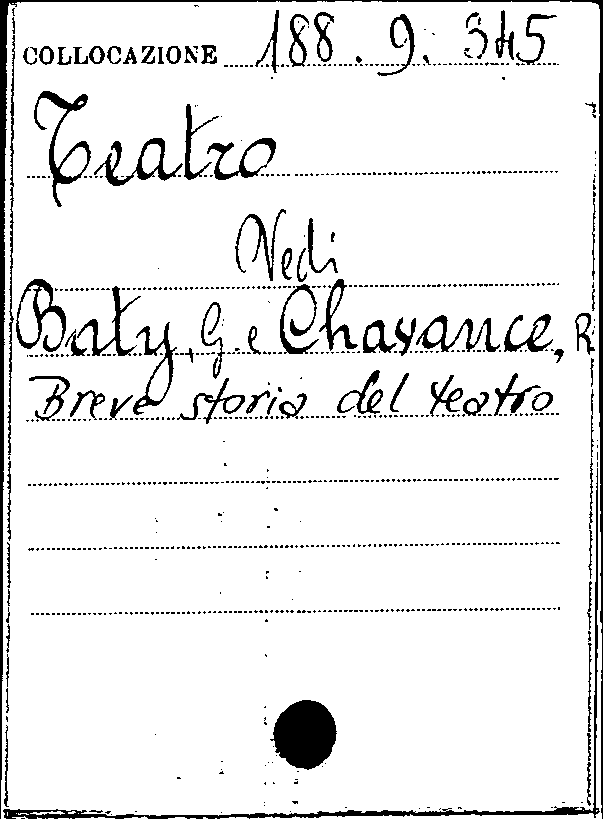 COLLOCAZIONE 188.9.345
Teatro
Vedi
Baty, G. e Chavance, R
Breve storia del teatro